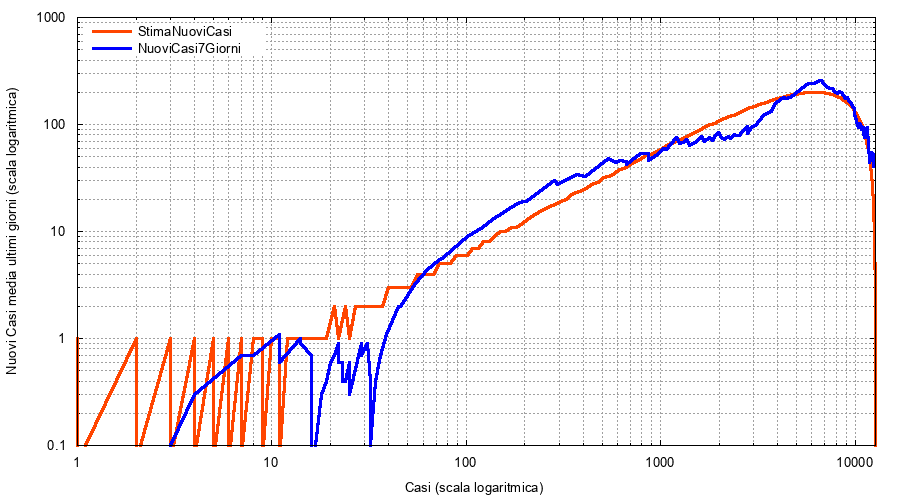 1000
StimaNuoviCasi
NuoviCasi7Giorni
100
10
1
0.1
Nuovi Casi media ultimi giorni (scala logaritmica)
1 10 100 1000 10000
Casi (scala logaritmica)